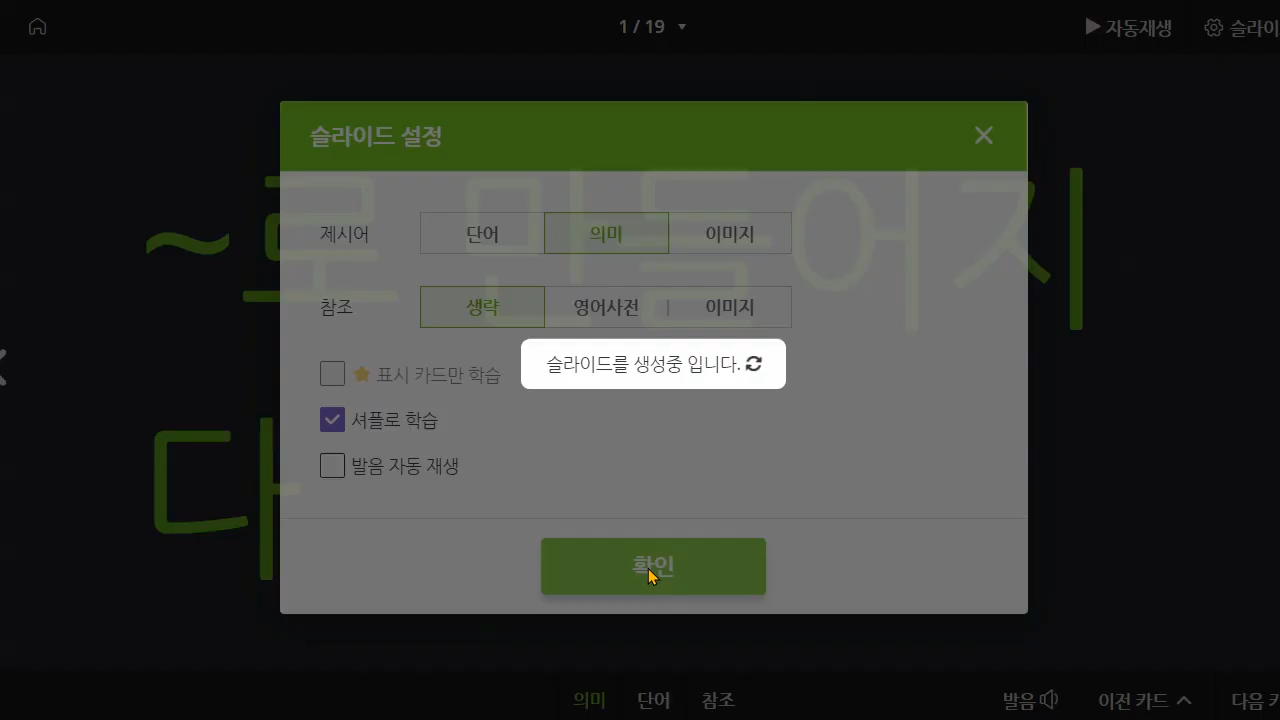 1 / 19
자동재생
슬라이
슬라이드 설정
~로 만들어지
다
제시어 단어 의미 이미지
참조 생략 영어사전 이미지
슬라이드를 생성중 입니다.
표시 카드만 학습
셔플로 학습
발음 자동 재생
확인
의미 단어 참조 발음 이전 카드 다음